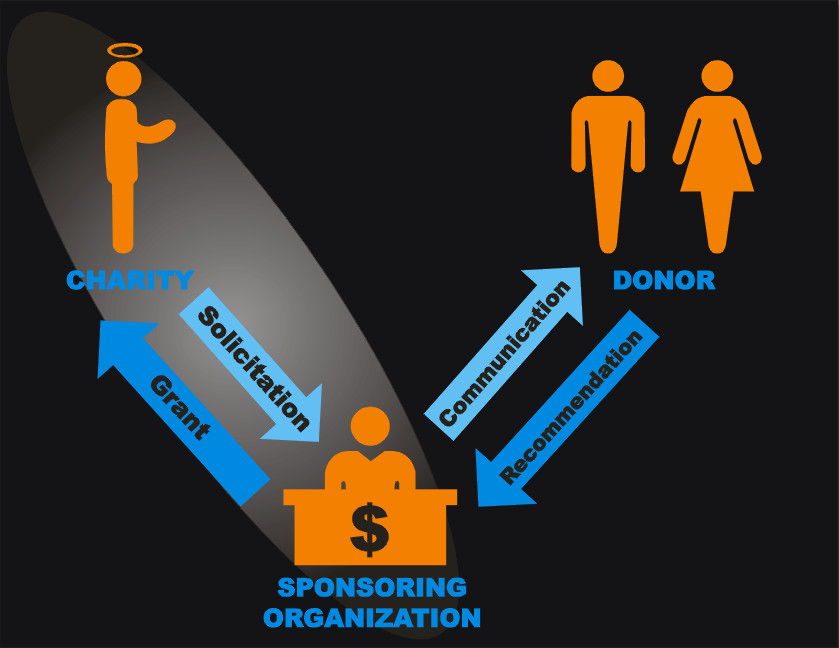 CHARITY
DONOR
Solicitation
Grant
Communication
Recommendation
$
SPONSORING
ORGANIZATION